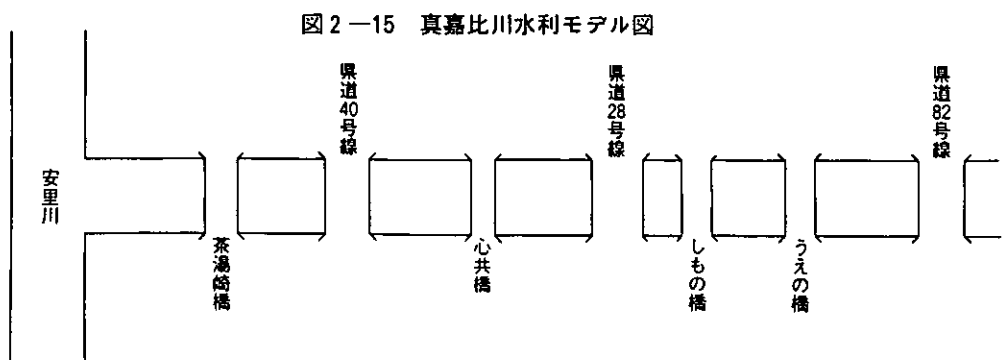 図2―15 真嘉比川水利モデル図
県道40号線
県道28号線
県道82号線
安里川
茶湯崎橋
心共橋
しもの橋
うえの橋